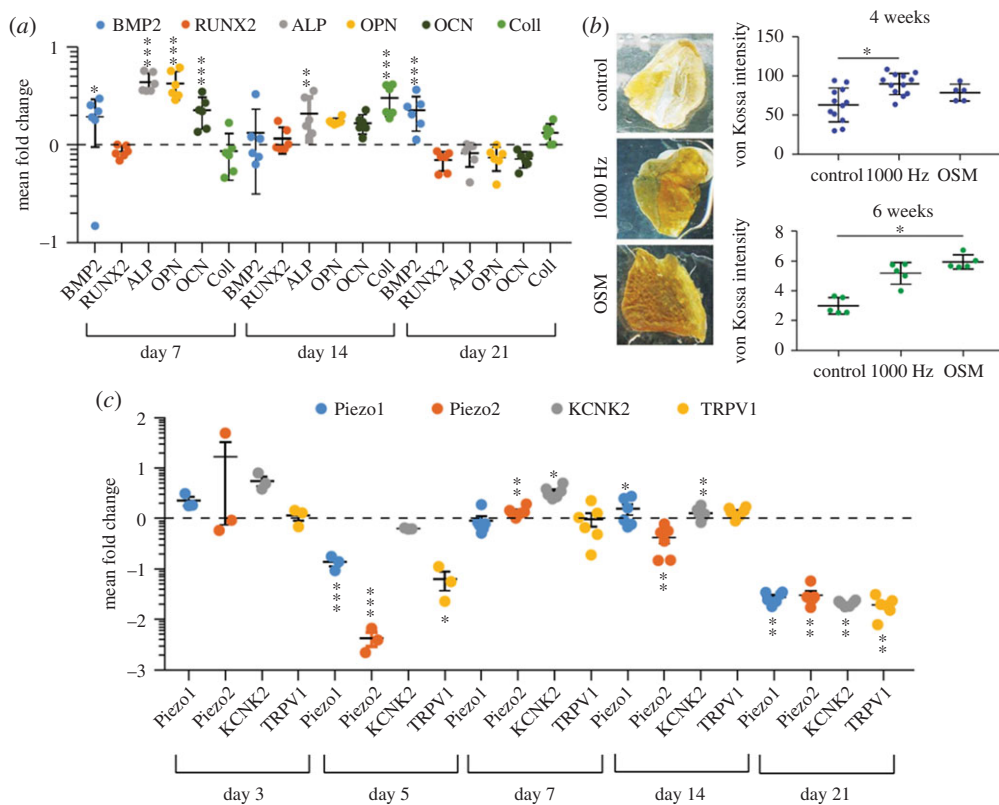 (a)
BMP2 RUNX2 ALP OPN OCN Coll
mean fold change
1
0
–1
* *** *** *** ** *** ***
BMP2 RUNX2 ALP OPN OCN Coll BMP2 RUNX2 ALP OPN OCN Coll BMP2 RUNX2 ALP OPN OCN Coll
day 7 day 14 day 21
(b)
control
1000 Hz
OSM
4 weeks
von Kossa intensity
150
100
50
0
*
control 1000 Hz OSM
6 weeks
von Kossa intensity
8
6
4
2
0
*
control 1000 Hz OSM
(c)
Piezo1 Piezo2 KCNK2 TRPV1
mean fold change
2
1
0
–1
–2
–3
*** *** * ** * * ** ** ** ** ** **
Piezo1 Piezo2 KCNK2 TRPV1 Piezo1 Piezo2 KCNK2 TRPV1 Piezo1 Piezo2 KCNK2 TRPV1 Piezo1 Piezo2 KCNK2 TRPV1 Piezo1 Piezo2 KCNK2 TRPV1
day 3 day 5 day 7 day 14 day 21